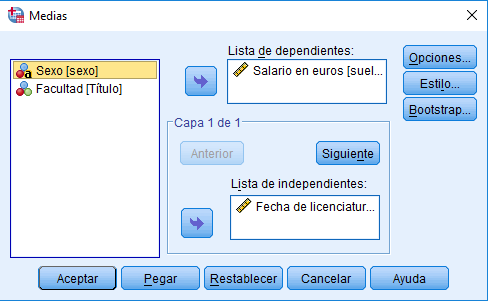 Medias
Lista de dependientes:
Sexo [sexo]
Facultad [Título]
Salario en euros [suel...
Opciones...
Estilo...
Bootstrap...
Capa 1 de 1
Anterior
Siguiente
Lista de independientes:
Fecha de licenciatur...
Aceptar
Pegar
Restablecer
Cancelar
Ayuda